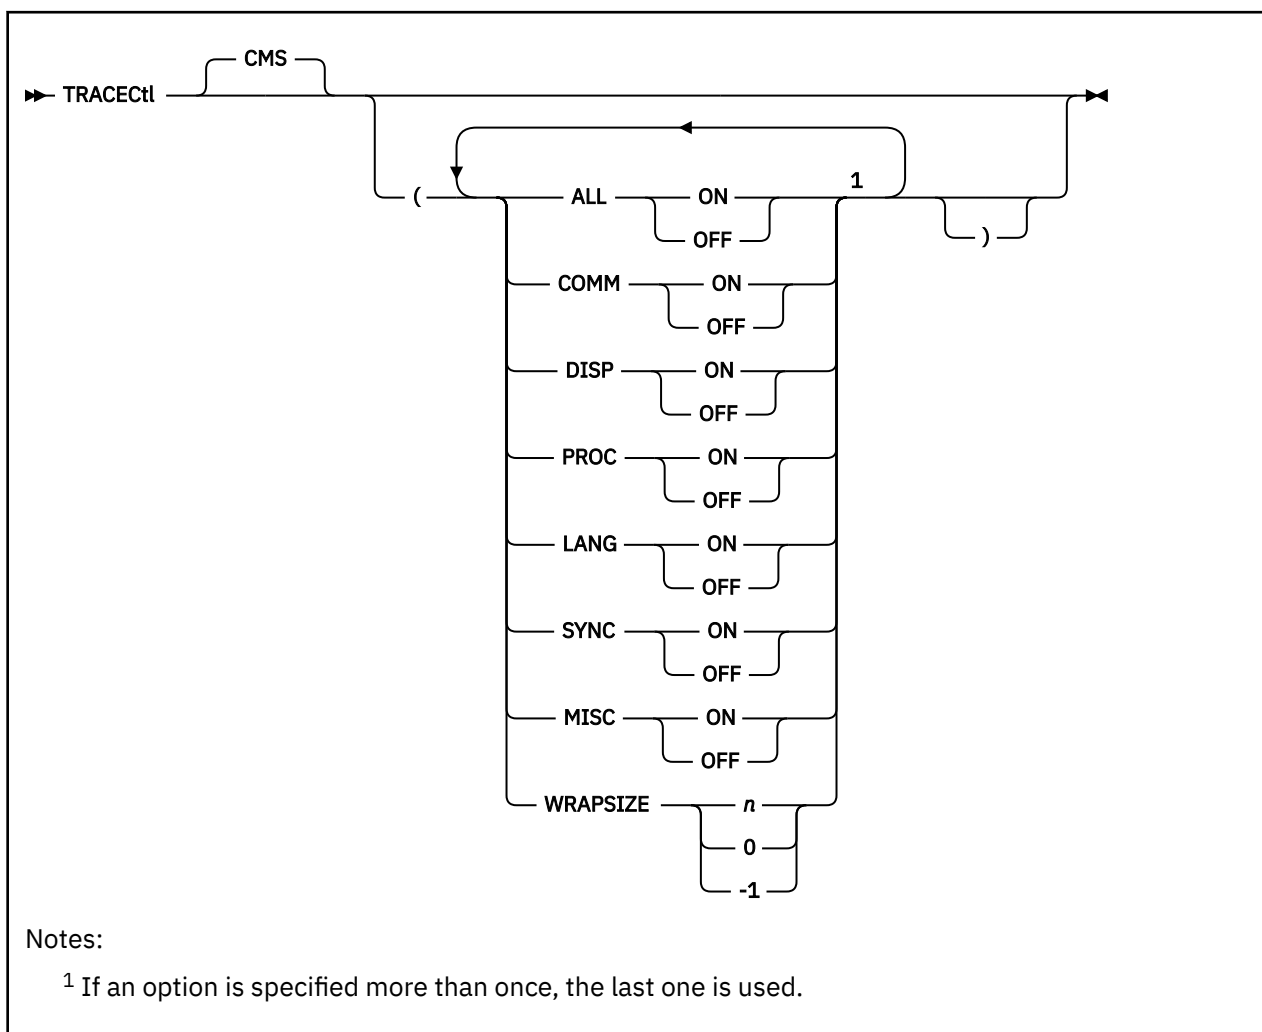 CMS
TRACECtl
1
( ALL ON
OFF )
COMM ON
OFF
DISP ON
OFF
PROC ON
OFF
LANG ON
OFF
SYNC ON
OFF
MISC ON
OFF
WRAPSIZE n
0
-1
Notes:
1 If an option is specified more than once, the last one is used.